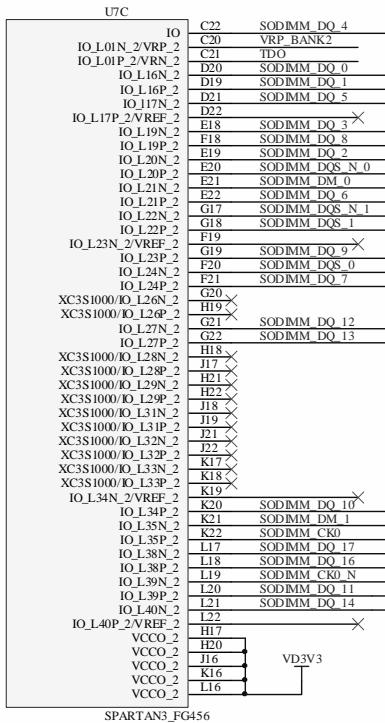 U7C
IO C22 SODIMM_DQ_4
IO_L01N_2/VRP_2 C20 VRP_BANK2
IO_L01P_2/VRN_2 C21 TDO
IO_L16N_2 D20 SODIMM_DQ_0
IO_L16P_2 D19 SODIMM_DQ_1
IO_l17N_2 D21 SODIMM_DQ_5
IO_L17P_2/VREF_2 D22
IO_L19N_2 E18 SODIMM_DQ_3
IO_L19P_2 F18 SODIMM_DQ_8
IO_L20N_2 E19 SODIMM_DQ_2
IO_L20P_2 E20 SODIMM_DQS_N_0
IO_L21N_2 E21 SODIMM_DM_0
IO_L21P_2 E22 SODIMM_DQ_6
IO_L22N_2 G17 SODIMM_DQS_N_1
IO_L22P_2 G18 SODIMM_DQS_1
IO_L23N_2/VREF_2 F19
IO_L23P_2 G19 SODIMM_DQ_9
IO_L24N_2 F20 SODIMM_DQS_0
IO_L24P_2 F21 SODIMM_DQ_7
XC3S1000/IO_L26N_2 G20
XC3S1000/IO_L26P_2 H19
IO_L27N_2 G21 SODIMM_DQ_12
IO_L27P_2 G22 SODIMM_DQ_13
XC3S1000/IO_L28N_2 H18
XC3S1000/IO_L28P_2 J17
XC3S1000/IO_L29N_2 H21
XC3S1000/IO_L29P_2 H22
XC3S1000/IO_L31N_2 J18
XC3S1000/IO_L31P_2 J19
XC3S1000/IO_L32N_2 J21
XC3S1000/IO_L32P_2 J22
XC3S1000/IO_L33N_2 K17
XC3S1000/IO_L33P_2 K18
IO_L34N_2/VREF_2 K19
IO_L34P_2 K20 SODIMM_DQ_10
IO_L35N_2 K21 SODIMM_DM_1
IO_L35P_2 K22 SODIMM_CK0
IO_L38N_2 L17 SODIMM_DQ_17
IO_L38P_2 L18 SODIMM_DQ_16
IO_L39N_2 L19 SODIMM_CK0_N
IO_L39P_2 L20 SODIMM_DQ_11
IO_L40N_2 L21 SODIMM_DQ_14
IO_L40P_2/VREF_2 L22
VCCO_2 H17
VCCO_2 H20
VCCO_2 J16 VD3V3
VCCO_2 K16
VCCO_2 L16
SPARTAN3_FG456